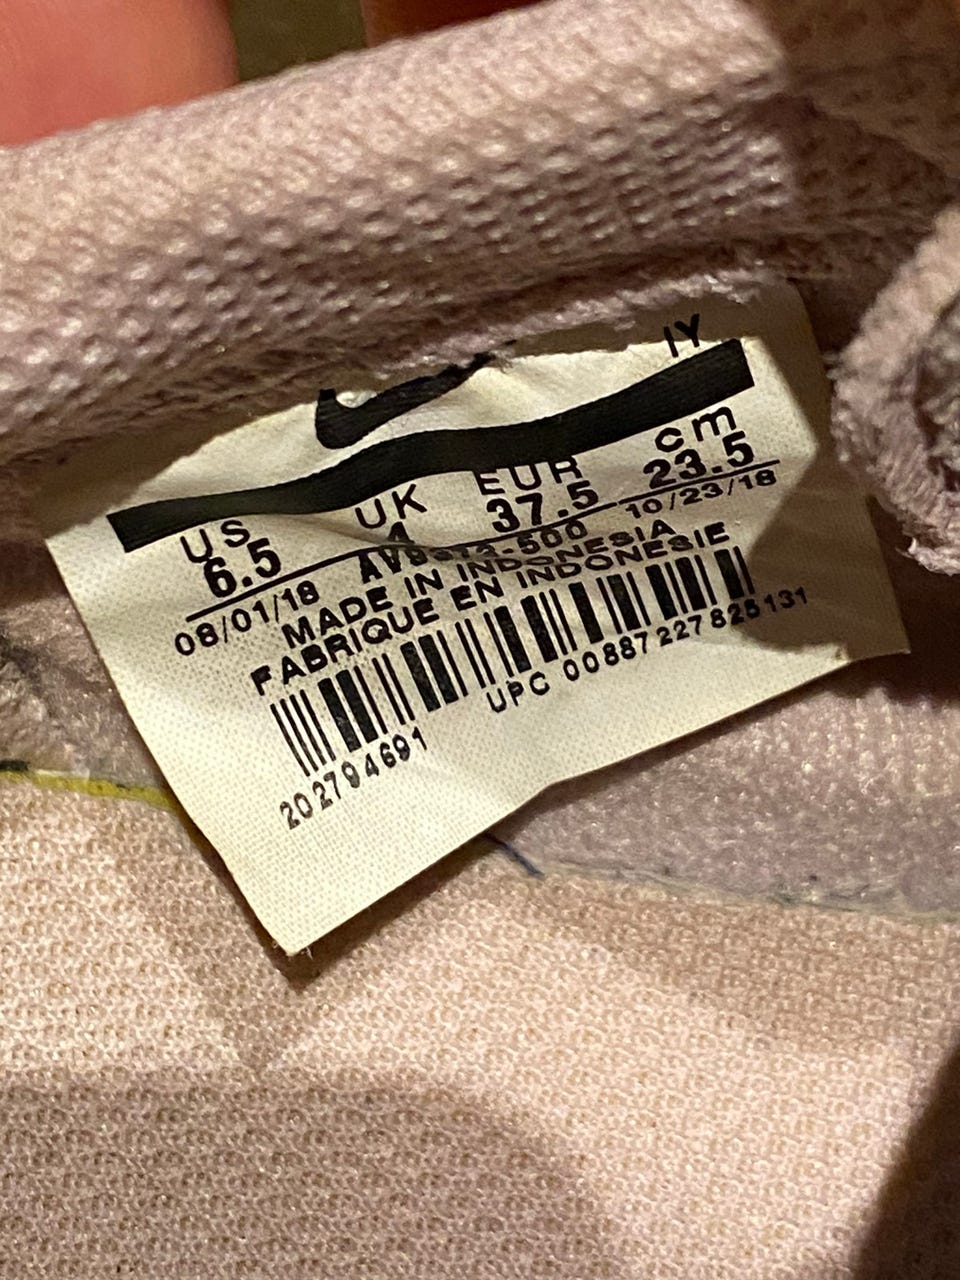 IY
US UK EUR cm
6.5 4 37.5 23.5
08/01/18 10/23/18
MADE IN INDONESIA
FABRIQUE EN INDONESIE
UPC 00887227825131
202794691